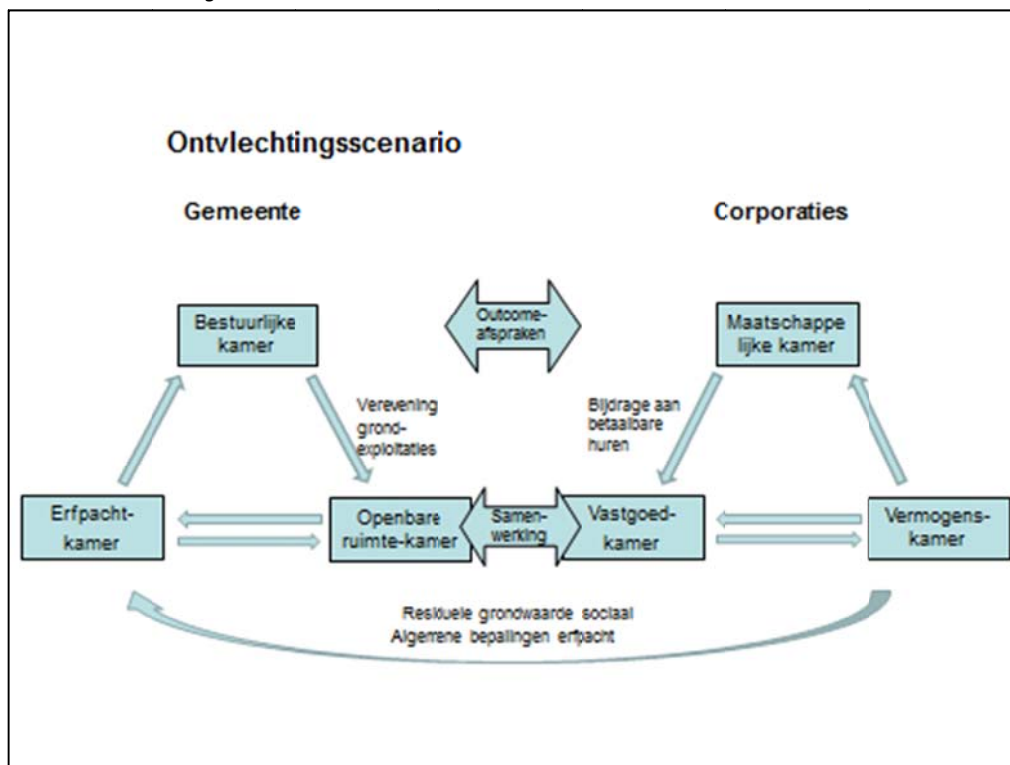 Ontvlechtingsscenario
Gemeente
Corporaties
Bestuurlijke
kamer
Outcome-
afspraken
Maatschappe
lijke kamer
Verevening
grond-
exploitaties
Bijdrage aan
betaalbare
huren
Erfpacht-
kamer
Openbare
ruimte-kamer
Samen-
werking
Vastgoed-
kamer
Vermogens-
kamer
Residuele grondwaarde sociaal
Algemene bepalingen erfpacht